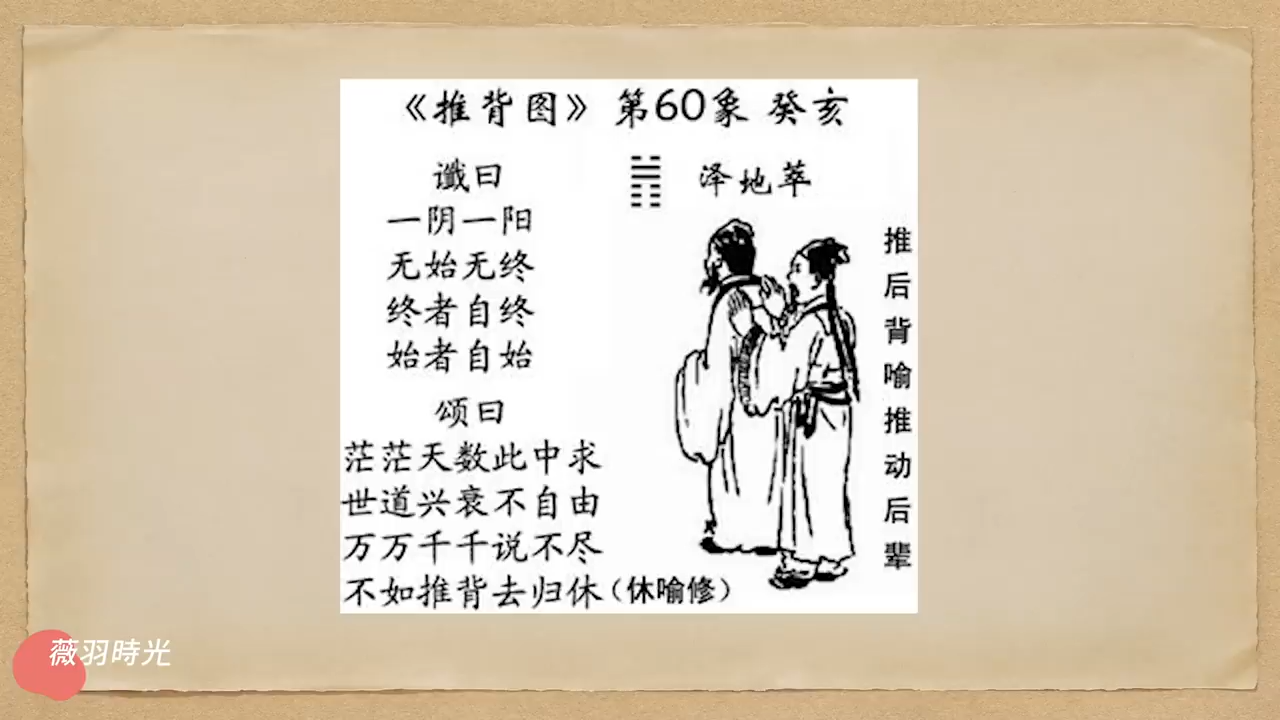 《推背图》 第60象 癸亥
谶曰
一阴一阳
无始无终
终者自终
始者自始
颂曰
茫茫天数此中求
世道兴衰不自由
万万千千说不尽
不如推背去归休(休喻修)
泽地萃
推后背喻推动后辈
薇羽時光